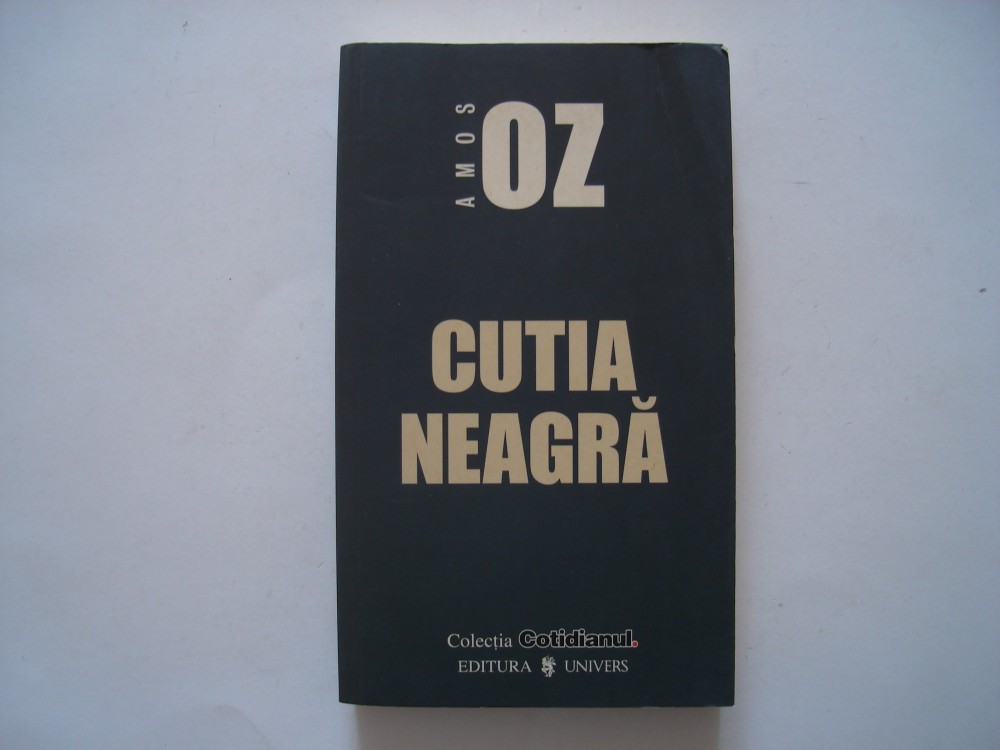 AMOS
OZ
CUTIA
NEAGRĂ
Colecția Cotidianul.
EDITURA UNIVERS